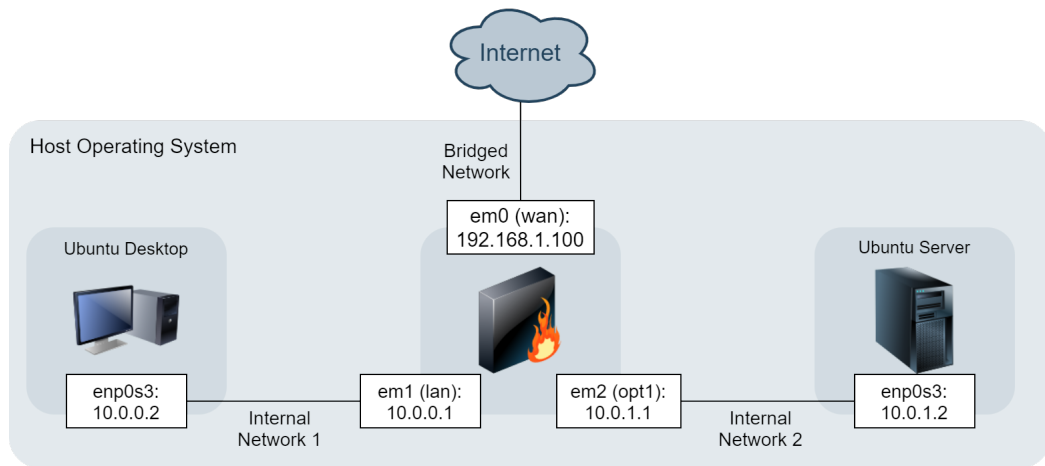 Internet
Host Operating System
Bridged
Network
em0 (wan):
192.168.1.100
Ubuntu Desktop
Ubuntu Server
enp0s3:
10.0.0.2
Internal
Network 1
em1 (lan):
10.0.0.1
em2 (opt1):
10.0.1.1
Internal
Network 2
enp0s3:
10.0.1.2